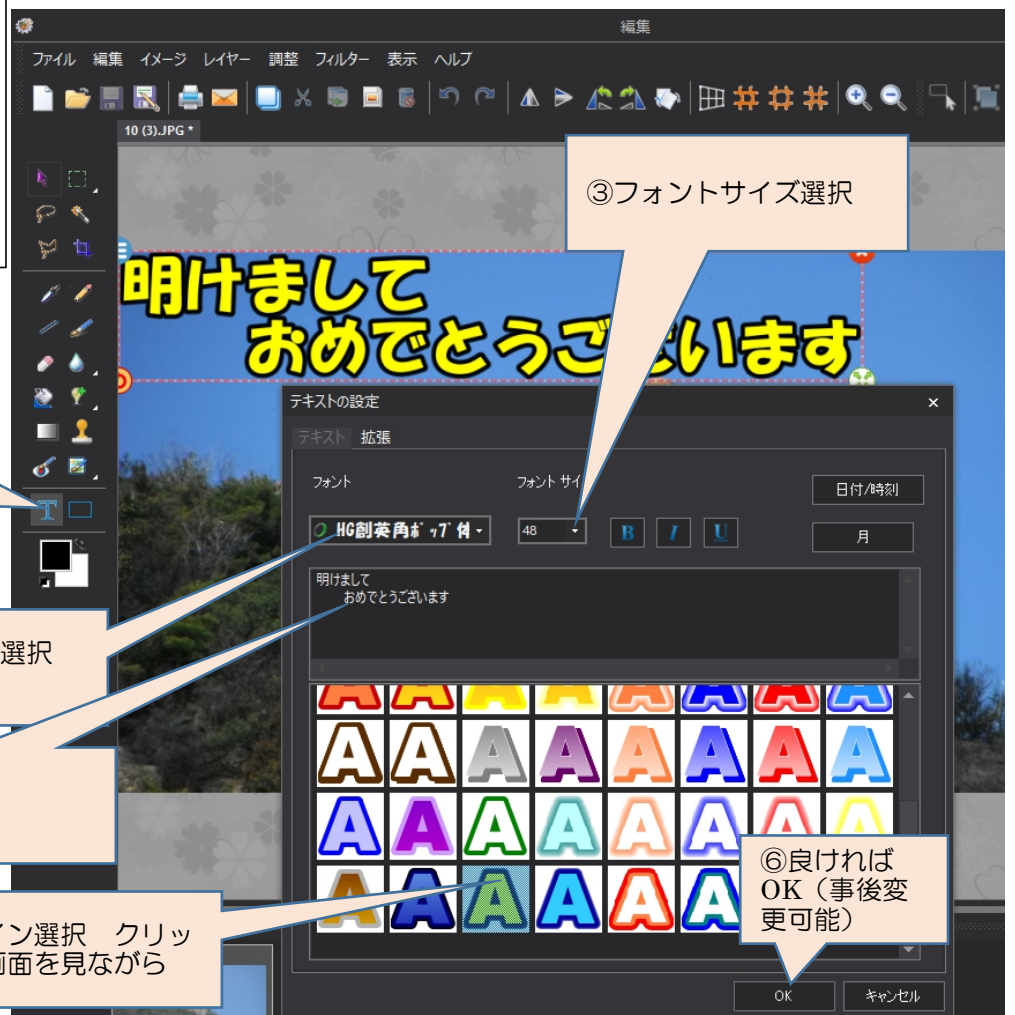 編集
ファイル 編集 イメージ レイヤー 調整 フィルター 表示 ヘルプ
10 (3).JPG *
③フォントサイズ選択
明けまして
おめでとうございます
テキストの設定
テキスト 拡張
フォント
フォント サイ
日付/時刻
HG創英角ポップ体
48
B I U
月
明けまして
おめでとうございます
選択
A A A A A A A A
A A A A A A A A
A A A A A A A A
A A A A A A
⑥良ければ
OK（事後変
更可能）
イン選択 クリッ
画面を見ながら
OK
キャンセル